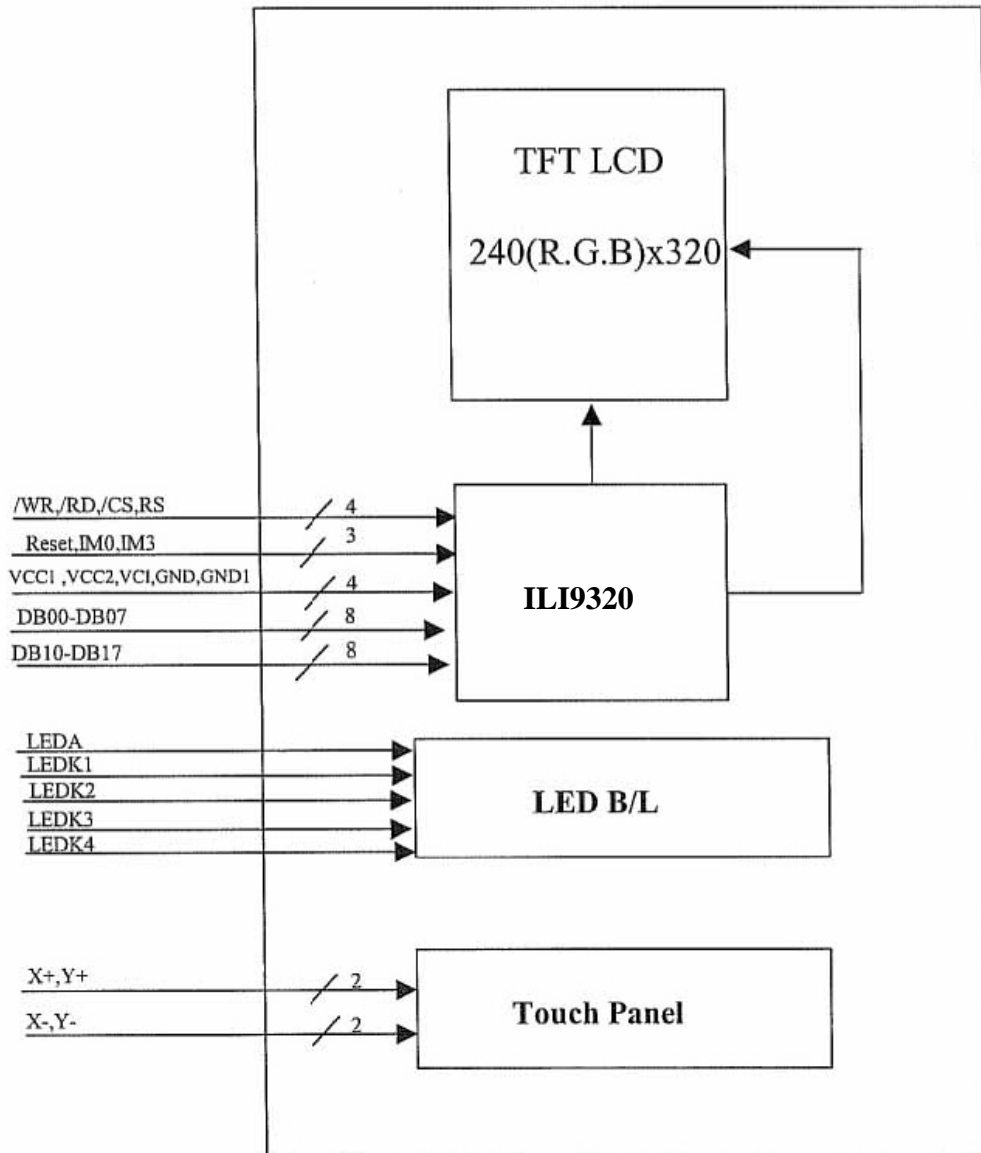 TFT LCD
240(R.G.B)x320
/WR,/RD,/CS,RS
4
Reset,IM0,IM3
3
VCC1 ,VCC2,VCI,GND,GND1
4
ILI9320
DB00-DB07
8
DB10-DB17
8
LEDA
LEDK1
LEDK2
LED B/L
LEDK3
LEDK4
X+,Y+
2
Touch Panel
X-,Y-
2